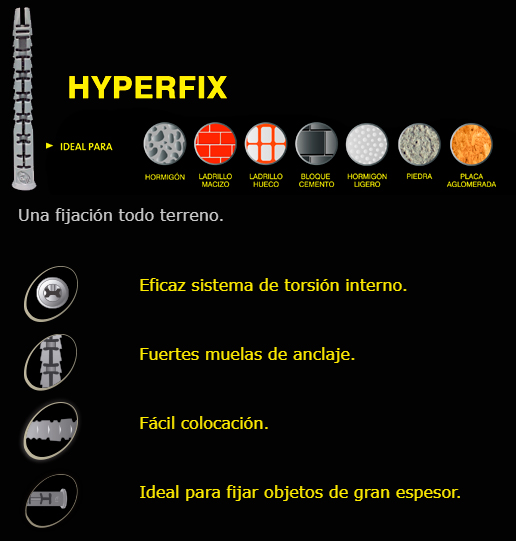 HYPERFIX
IDEAL PARA
HORMIGÓN
LADRILLO
MACIZO
LADRILLO
HUECO
BLOQUE
CEMENTO
HORMIGON
LIGERO
PIEDRA
PLACA
AGLOMERADA
Una fijación todo terreno.
Eficaz sistema de torsión interno.
Fuertes muelas de anclaje.
Fácil colocación.
Ideal para fijar objetos de gran espesor.